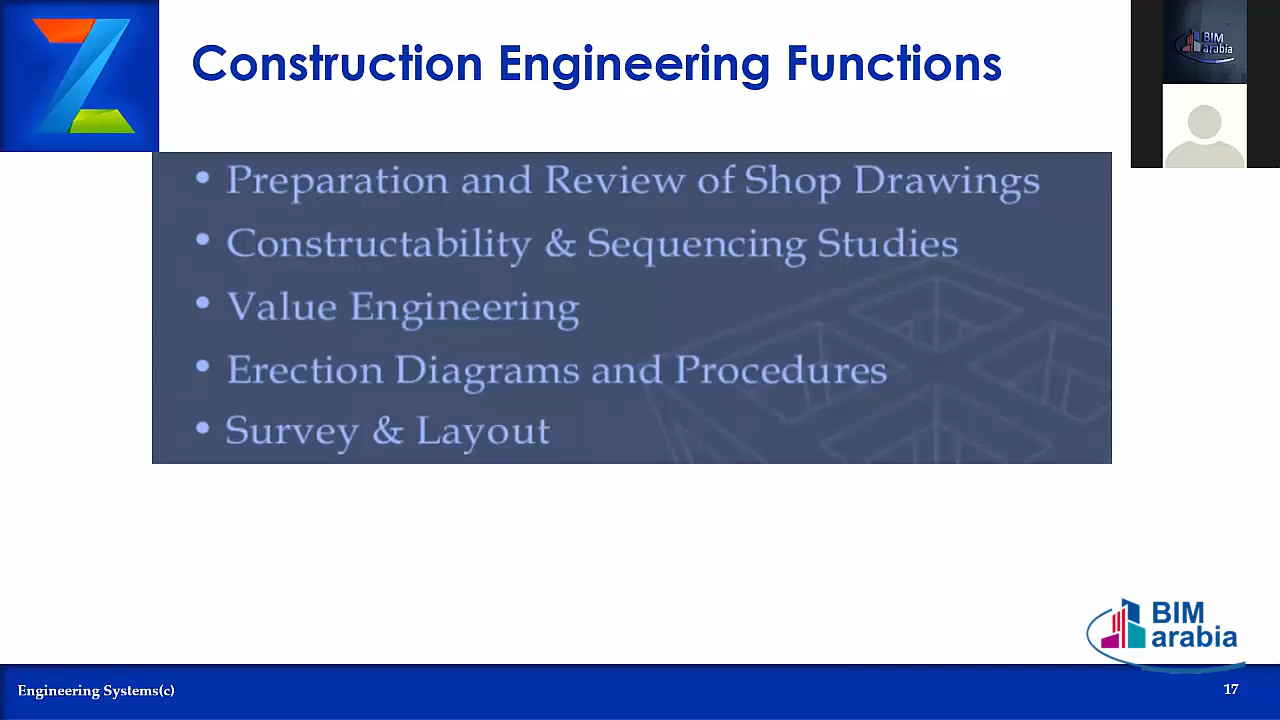 Construction Engineering Functions
BIM
arabia
• Preparation and Review of Shop Drawings
• Constructability & Sequencing Studies
• Value Engineering
• Erection Diagrams and Procedures
• Survey & Layout
BIM
arabia
Engineering Systems(c)
17